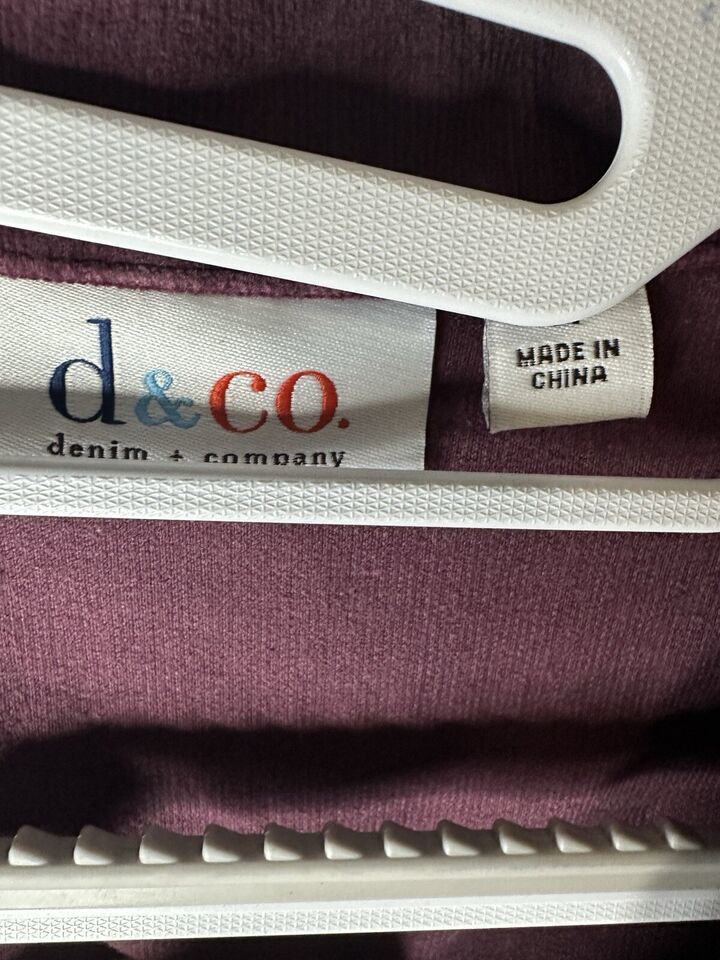 d&co.
denim + company
MADE IN
CHINA